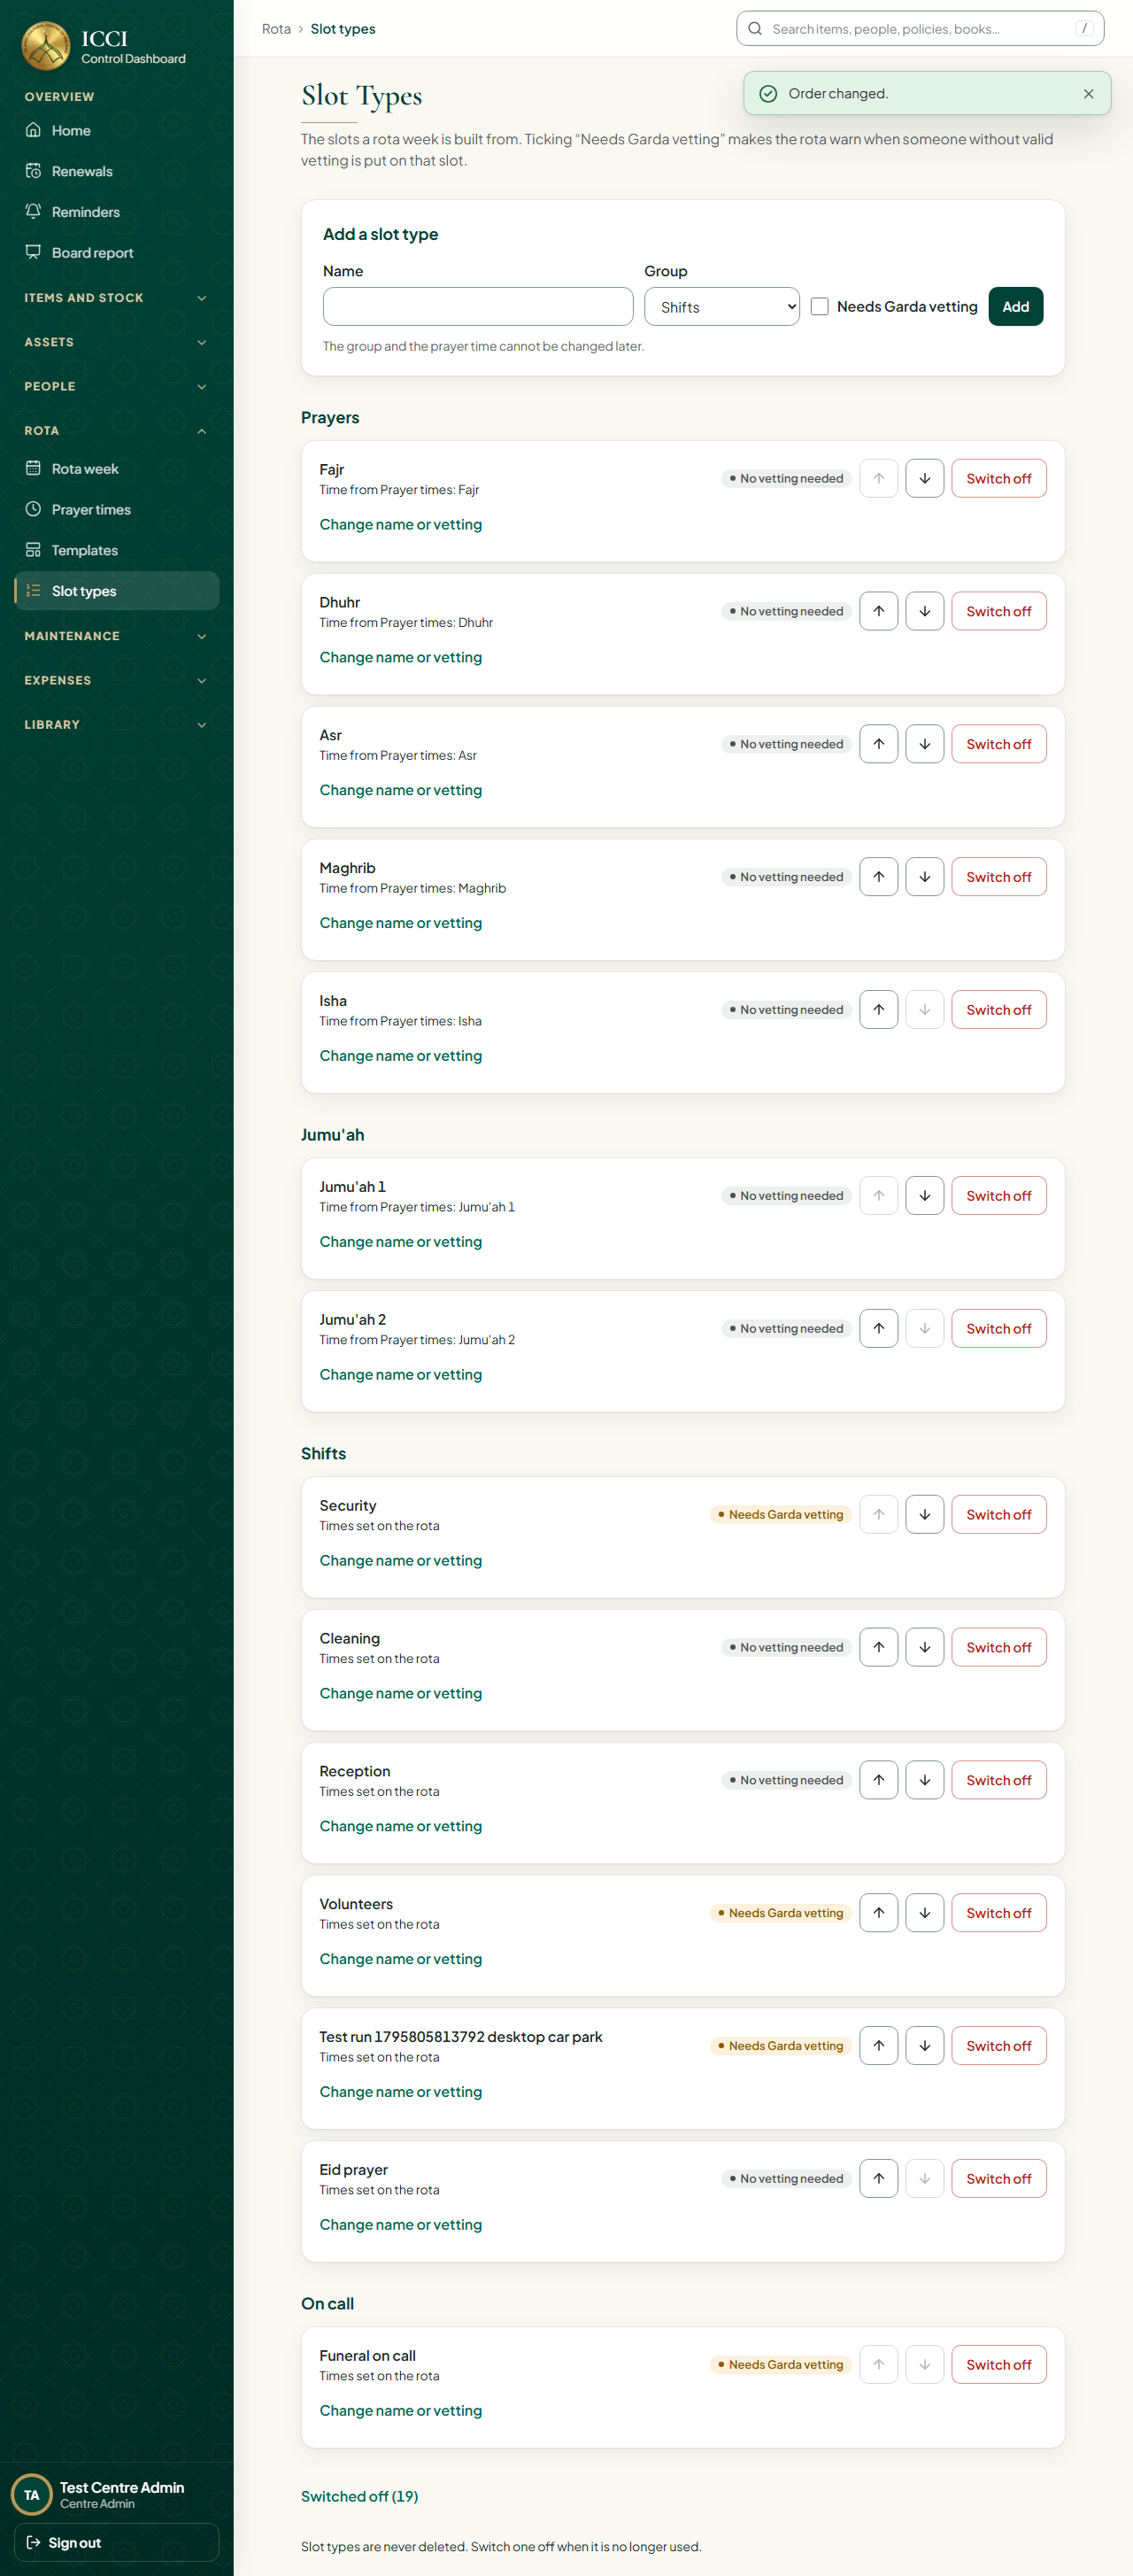 ICCI
Control Dashboard
OVERVIEW
Home
Renewals
Reminders
Board report
ITEMS AND STOCK
ASSETS
PEOPLE
ROTA
Rota week
Prayer times
Templates
Slot types
MAINTENANCE
EXPENSES
LIBRARY
Test Centre Admin
TA
Centre Admin
Sign out
Rota > Slot types
Search items, people, policies, books...
/
Order changed.
Slot Types
The slots a rota week is built from. Ticking “Needs Garda vetting” makes the rota warn when someone without valid
vetting is put on that slot.
Add a slot type
Name
Group
Shifts
Needs Garda vetting
Add
The group and the prayer time cannot be changed later.
Prayers
Fajr
Time from Prayer times: Fajr
No vetting needed
Switch off
Change name or vetting
Dhuhr
Time from Prayer times: Dhuhr
No vetting needed
Switch off
Change name or vetting
Asr
Time from Prayer times: Asr
No vetting needed
Switch off
Change name or vetting
Maghrib
Time from Prayer times: Maghrib
No vetting needed
Switch off
Change name or vetting
Isha
Time from Prayer times: Isha
No vetting needed
Switch off
Change name or vetting
Jumu'ah
Jumu'ah 1
Time from Prayer times: Jumu'ah 1
No vetting needed
Switch off
Change name or vetting
Jumu'ah 2
Time from Prayer times: Jumu'ah 2
No vetting needed
Switch off
Change name or vetting
Shifts
Security
Times set on the rota
Needs Garda vetting
Switch off
Change name or vetting
Cleaning
Times set on the rota
No vetting needed
Switch off
Change name or vetting
Reception
Times set on the rota
No vetting needed
Switch off
Change name or vetting
Volunteers
Times set on the rota
Needs Garda vetting
Switch off
Change name or vetting
Test run 1795805813792 desktop car park
Times set on the rota
Needs Garda vetting
Switch off
Change name or vetting
Eid prayer
Times set on the rota
No vetting needed
Switch off
Change name or vetting
On call
Funeral on call
Times set on the rota
Needs Garda vetting
Switch off
Change name or vetting
Switched off (19)
Slot types are never deleted. Switch one off when it is no longer used.